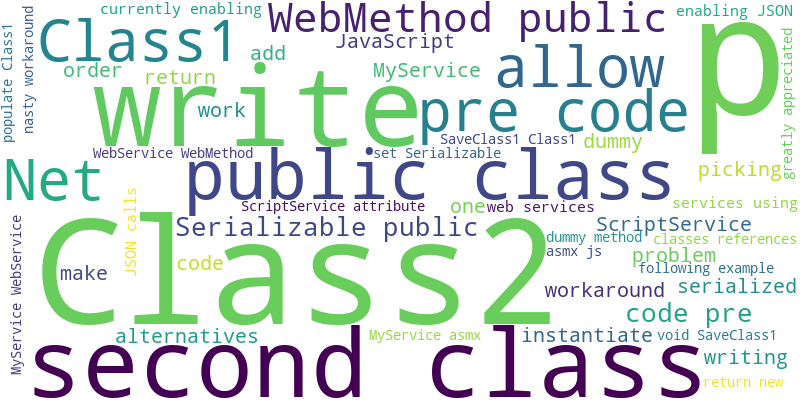 currently enabling
WebMethod public
enabling JSON
p
Class1
JavaScript
add
populate Class1
nasty workaround
order
return
MyService
allow
greatly appreciated
write
work
pre code
SaveClass1 Class1
dummy
WebService WebMethod
set Serializable
Net
public class
picking
ScriptService attribute
one
web services
services using
MyService WebService
JSON calls
Class2
Serializable public
ScriptService
dummy method
classes references
make
code
asmx js
problem
following example
workaround
serialized
code pre
alternatives
MyService asmx
instantiate
void SaveClass1
second class
writing
return new